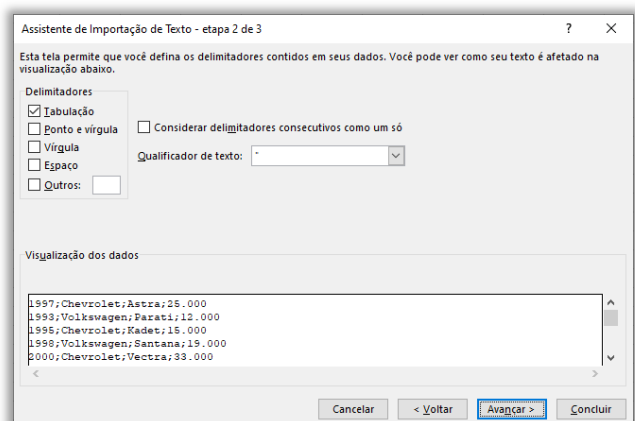 Assistente de Importação de Texto - etapa 2 de 3 ? ×
Esta tela permite que você defina os delimitadores contidos em seus dados. Você pode ver como seu texto é afetado na
visualização abaixo.
Delimitadores
Tabulação
Ponto e vírgula
Vírgula
Espaço
Outros:
Considerar delimitadores consecutivos como um só
Qualificador de texto: "
Visualização dos dados
1997;Chevrolet;Astra;25.000
1993;Volkswagen;Parati;12.000
1995;Chevrolet;Kadet;15.000
1998;Volkswagen;Santana;19.000
2000;Chevrolet;Vectra;33.000
Cancelar < Voltar Avançar > Concluir